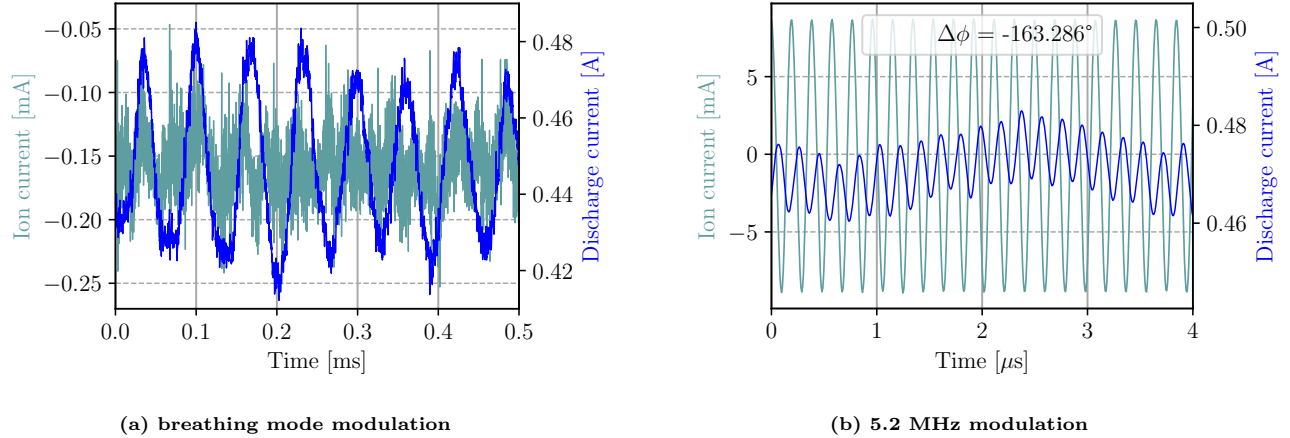 −0.05
−0.10
−0.15
−0.20
−0.25
Ion current [mA]
0.48
0.46
0.44
0.42
Discharge current [A]
0.0 0.1 0.2 0.3 0.4 0.5
Time [ms]
(a) breathing mode modulation
Δϕ = -163.286°
5
0
−5
Ion current [mA]
0.50
0.48
0.46
Discharge current [A]
0 1 2 3 4
Time [μs]
(b) 5.2 MHz modulation